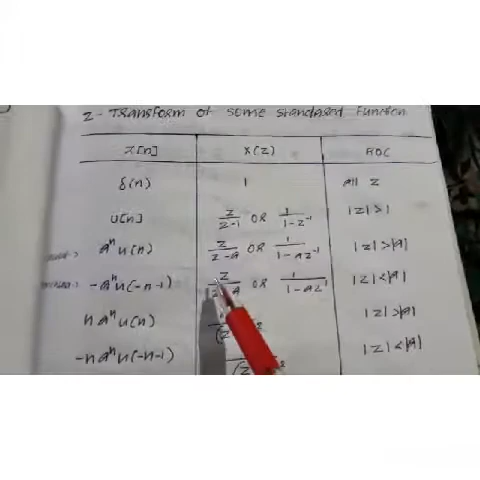 Z - Transform of some standared Function
x[n] X(z) ROC
δ(n) 1 all z
u[n] z/z-1 OR 1/1-z⁻¹ |z|>1
aⁿu(n) z/z-a OR 1/1-az⁻¹ |z|>|a|
-aⁿu(-n-1) z/z-a OR 1/1-az⁻¹ |z|<|a|
naⁿu(n) |z|>|a|
-naⁿu(-n-1) |z|<|a|